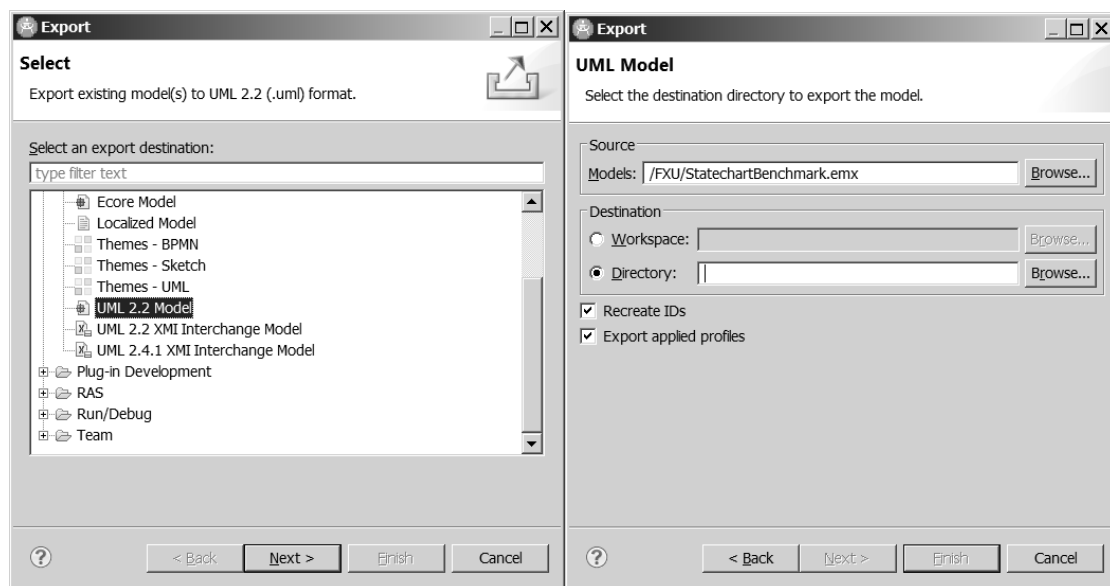 Export
Select
Export existing model(s) to UML 2.2 (.uml) format.
Select an export destination:
type filter text
Ecore Model
Localized Model
Themes - BPMN
Themes - Sketch
Themes - UML
UML 2.2 Model
UML 2.2 XMI Interchange Model
UML 2.4.1 XMI Interchange Model
Plug-in Development
RAS
Run/Debug
Team
? < Back Next > Finish Cancel
Export
UML Model
Select the destination directory to export the model.
Source
Models: /FXU/StatechartBenchmark.emx Browse...
Destination
Workspace: Browse...
Directory: Browse...
Recreate IDs
Export applied profiles
? < Back Next > Finish Cancel